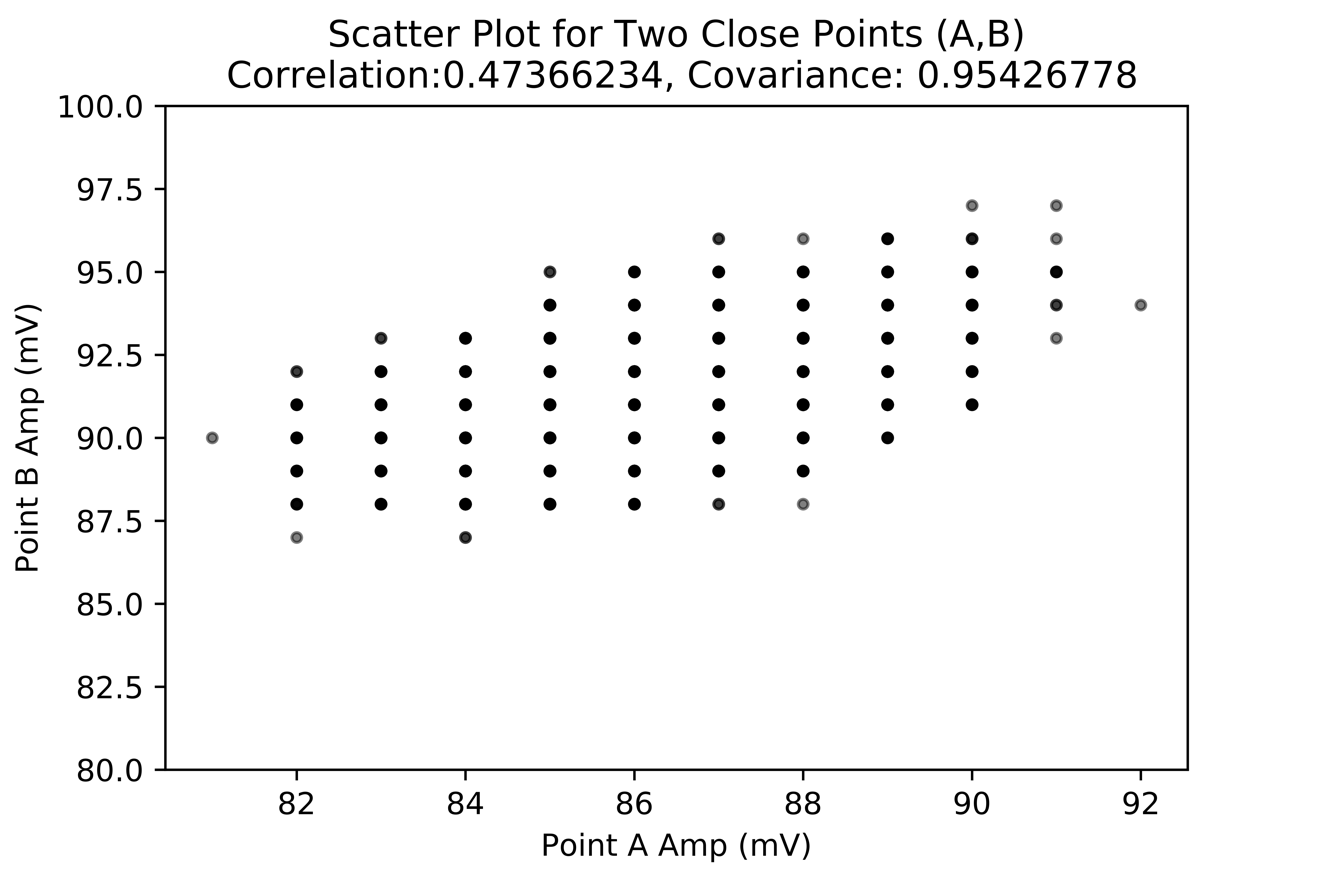 Scatter Plot for Two Close Points (A,B)
Correlation:0.47366234, Covariance: 0.95426778
100.0
97.5
95.0
92.5
90.0
87.5
85.0
82.5
80.0
Point B Amp (mV)
82 84 86 88 90 92
Point A Amp (mV)